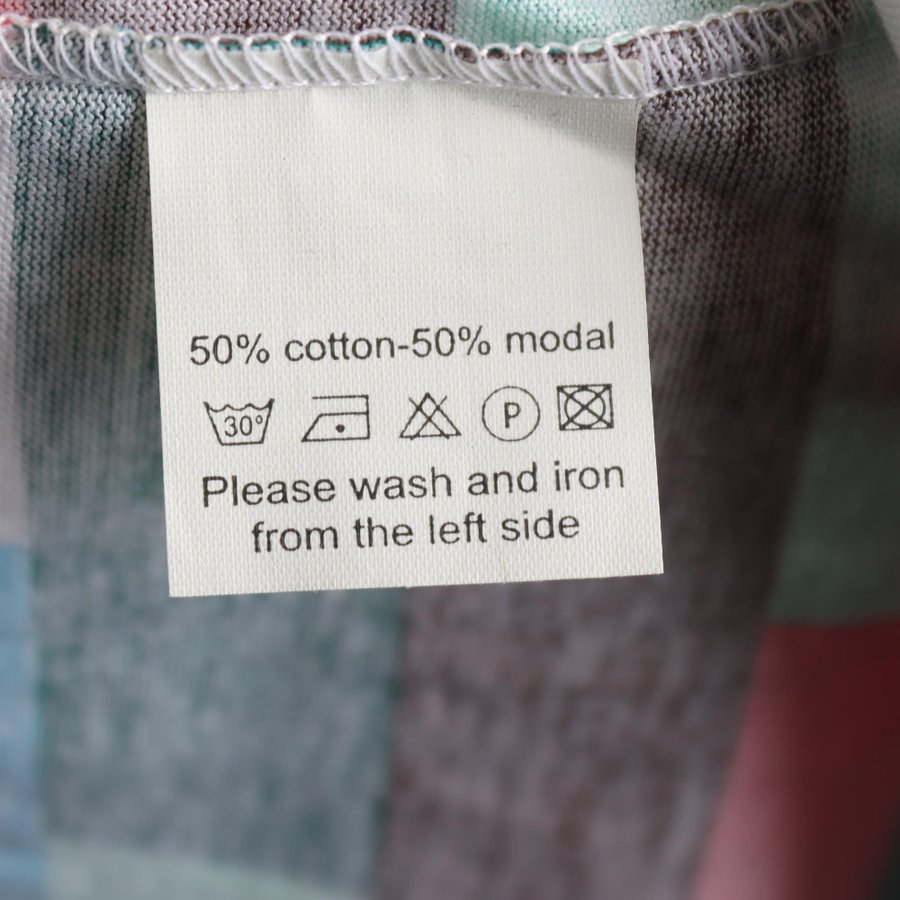 50% cotton-50% modal
30° P
Please wash and iron
from the left side